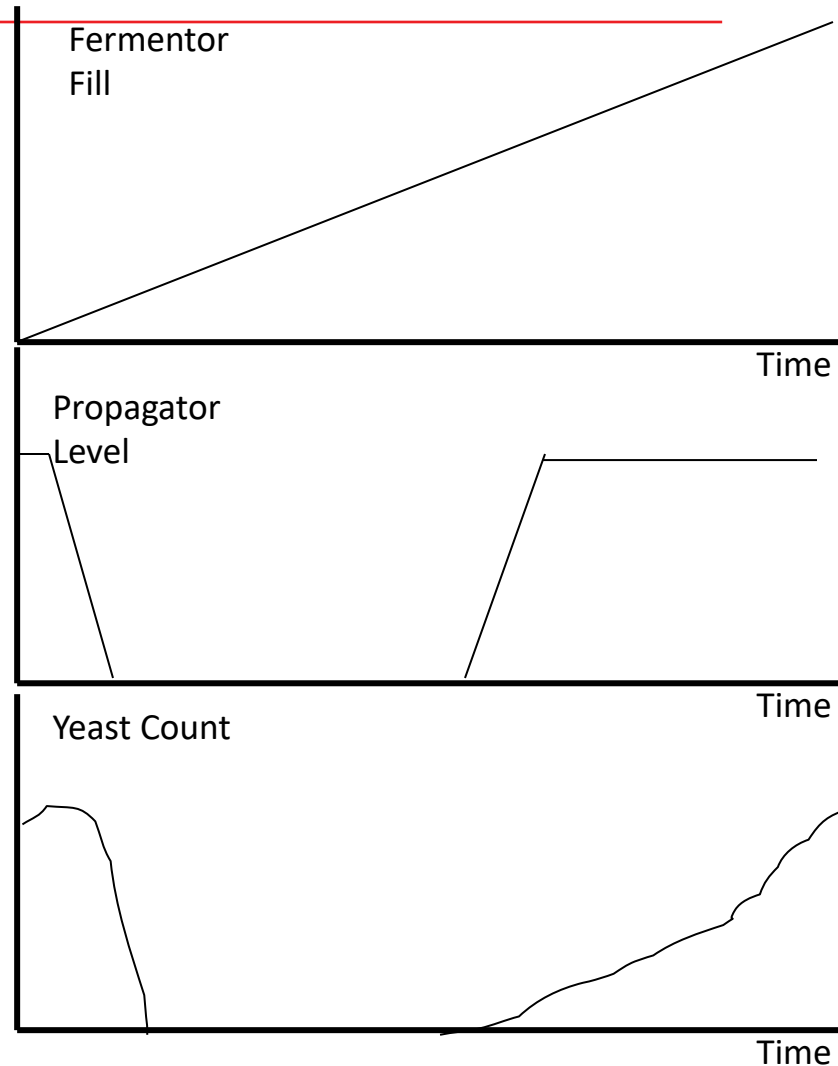 Fermentor
Fill
Time
Propagator
Level
Time
Yeast Count
Time